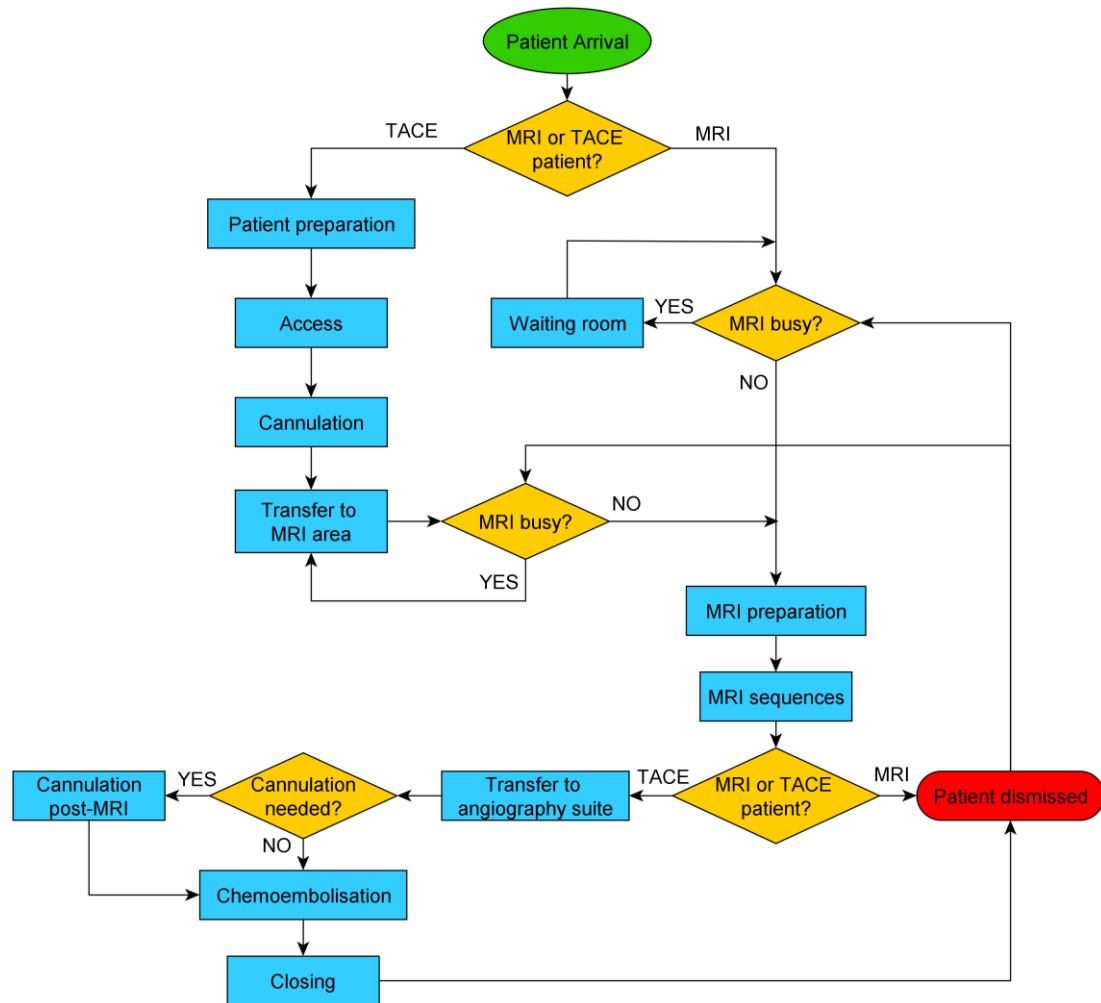 Patient Arrival
TACE
MRI or TACE
patient?
MRI
Patient preparation
Access
Waiting room
YES
MRI busy?
NO
Cannulation
Transfer to
MRI area
MRI busy?
NO
YES
MRI preparation
MRI sequences
Cannulation
post-MRI
YES
Cannulation
needed?
NO
Transfer to
angiography suite
TACE
MRI or TACE
patient?
MRI
Patient dismissed
Chemoembolisation
Closing